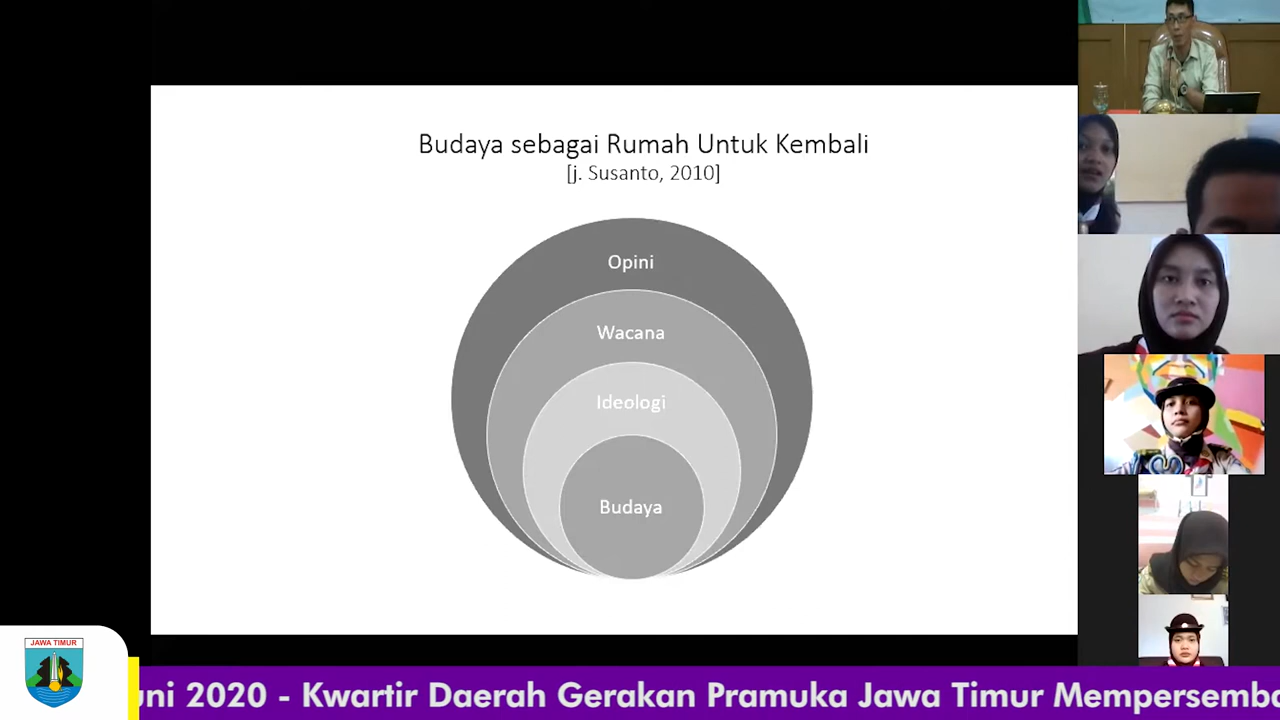 Budaya sebagai Rumah Untuk Kembali
[j. Susanto, 2010]
Opini
Wacana
Ideologi
Budaya
JAWA TIMUR
uni 2020 - Kwartir Daerah Gerakan Pramuka Jawa Timur Mempersemba